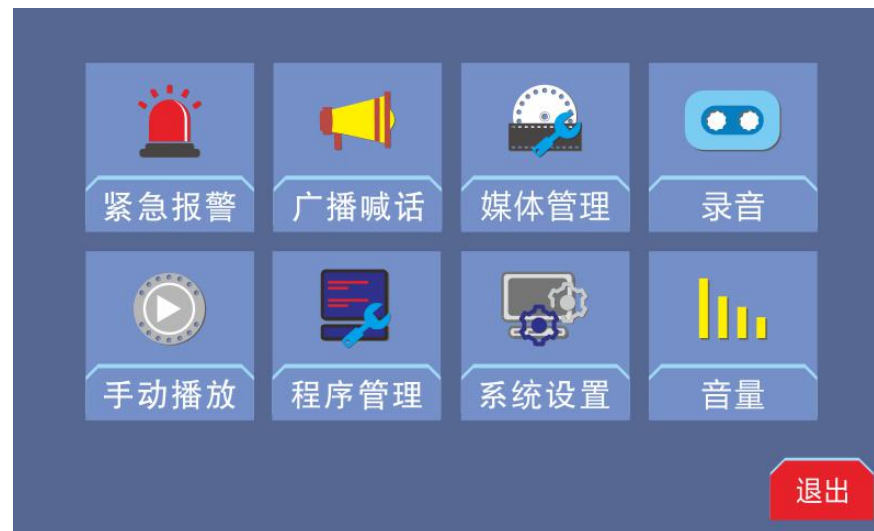 紧急报警
广播喊话
媒体管理
录音
手动播放
程序管理
系统设置
音量
退出